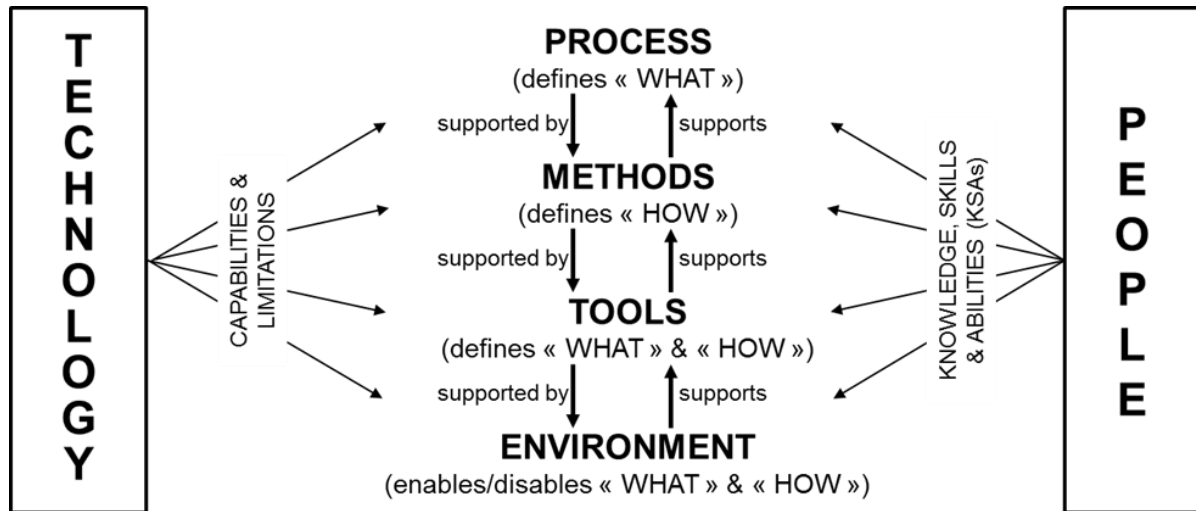 TECHNOLOGY
CAPABILITIES &
LIMITATIONS
PROCESS
(defines « WHAT »)
supported by
supports
METHODS
(defines « HOW »)
supported by
supports
TOOLS
(defines « WHAT » & « HOW »)
supported by
supports
ENVIRONMENT
(enables/disables « WHAT » & « HOW »)
KNOWLEDGE, SKILLS
& ABILITIES (KSAs)
PEOPLE